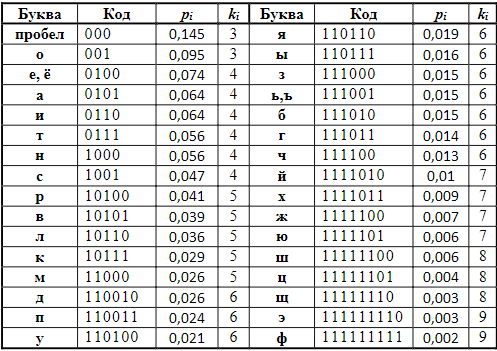 Буква Код pi ki Буква Код pi ki
пробел 000 0,145 3 я 110110 0,019 6
о 001 0,095 3 ы 110111 0,016 6
е, ё 0100 0,074 4 з 111000 0,015 6
а 0101 0,064 4 ь,ъ 111001 0,015 6
и 0110 0,064 4 б 111010 0,015 6
т 0111 0,056 4 г 111011 0,014 6
н 1000 0,056 4 ч 111100 0,013 6
с 1001 0,047 4 й 1111010 0,01 7
р 10100 0,041 5 х 1111011 0,009 7
в 10101 0,039 5 ж 1111100 0,007 7
л 10110 0,036 5 ю 1111101 0,006 7
к 10111 0,029 5 ш 11111100 0,006 8
м 11000 0,026 5 ц 11111101 0,004 8
д 110010 0,026 6 щ 11111110 0,003 8
п 110011 0,024 6 э 111111110 0,003 9
у 110100 0,021 6 ф 111111111 0,002 9